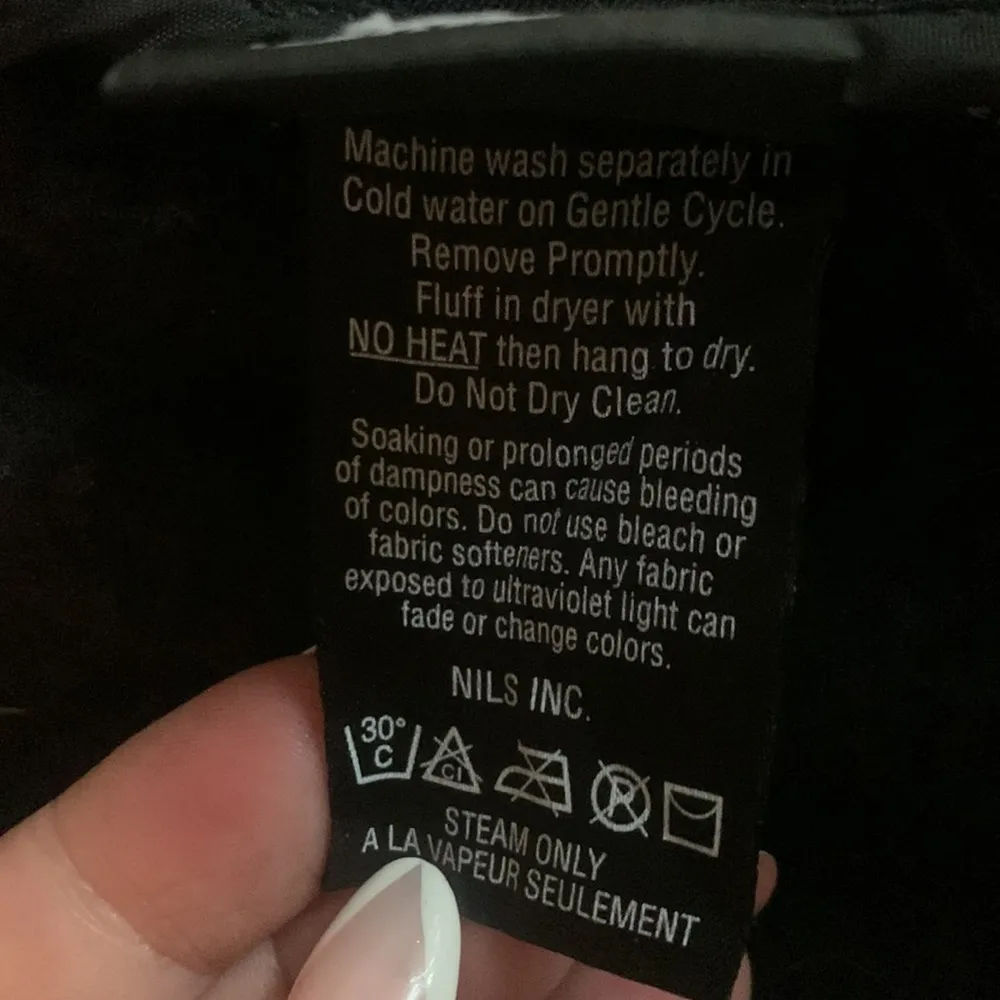 Machine wash separately in
Cold water on Gentle Cycle.
Remove Promptly.
Fluff in dryer with
NO HEAT then hang to dry.
Do Not Dry Clean.
Soaking or prolonged periods
of dampness can cause bleeding
of colors. Do not use bleach or
fabric softeners. Any fabric
exposed to ultraviolet light can
fade or change colors.
NILS INC.
30°
C
Cl
R
STEAM ONLY
A LA VAPEUR SEULEMENT